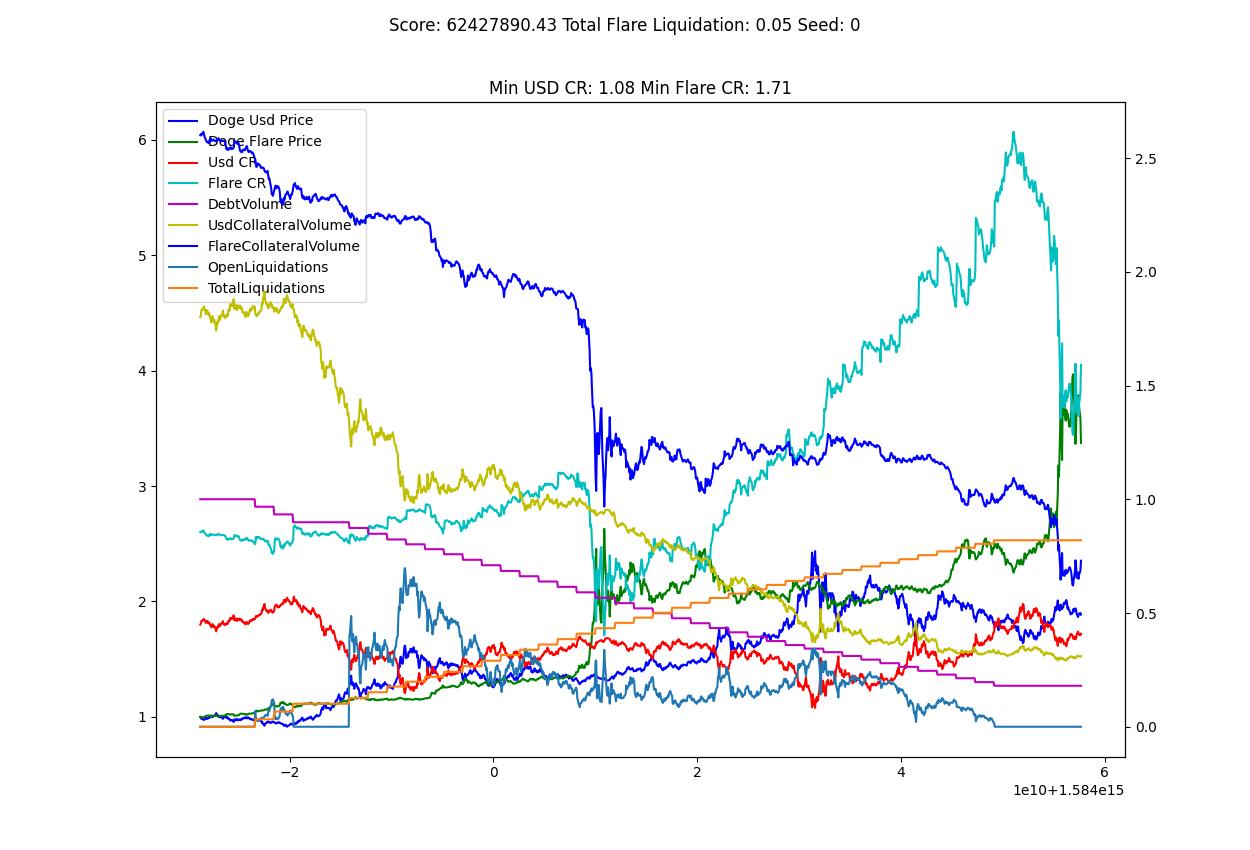 Score: 62427890.43 Total Flare Liquidation: 0.05 Seed: 0
Min USD CR: 1.08 Min Flare CR: 1.71
Doge Usd Price
Doge Flare Price
Usd CR
Flare CR
DebtVolume
UsdCollateralVolume
FlareCollateralVolume
OpenLiquidations
TotalLiquidations
6
5
4
3
2
1
2.5
2.0
1.5
1.0
0.5
0.0
−2 0 2 4 6
1e10+1.584e15